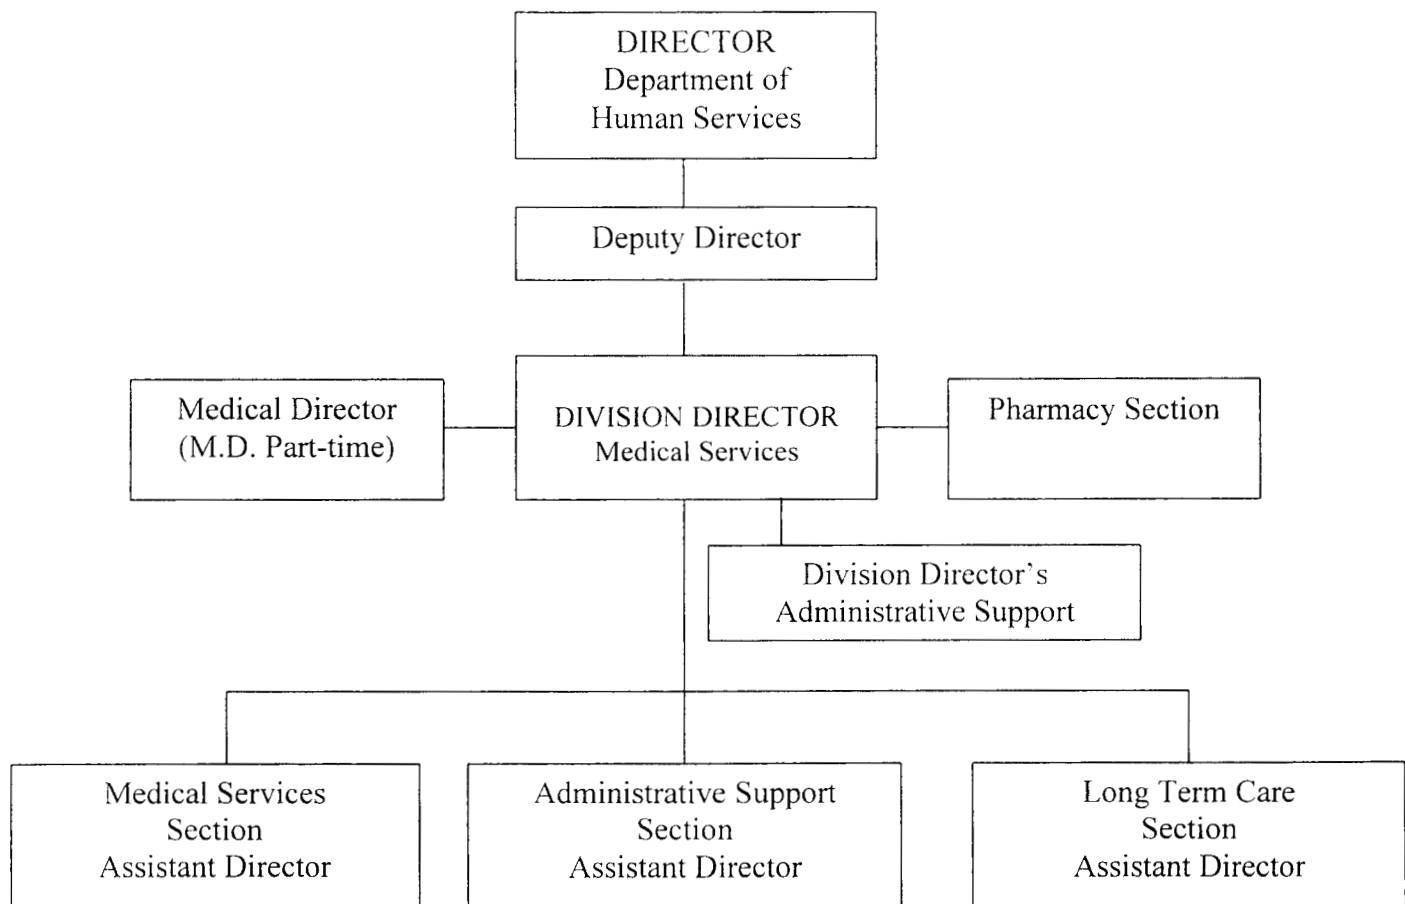 DIRECTOR
Department of
Human Services
Deputy Director
Medical Director
(M.D. Part-time)
DIVISION DIRECTOR
Medical Services
Pharmacy Section
Division Director’s
Administrative Support
Medical Services
Section
Assistant Director
Administrative Support
Section
Assistant Director
Long Term Care
Section
Assistant Director